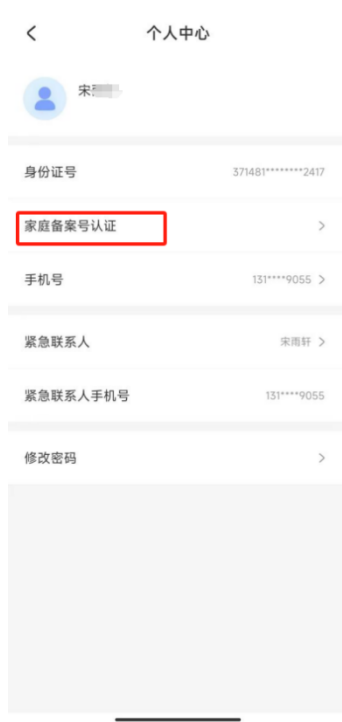 个人中心
宋
身份证号 371481********2417
家庭备案号认证
手机号 131****9055
紧急联系人 宋雨轩
紧急联系人手机号 131****9055
修改密码